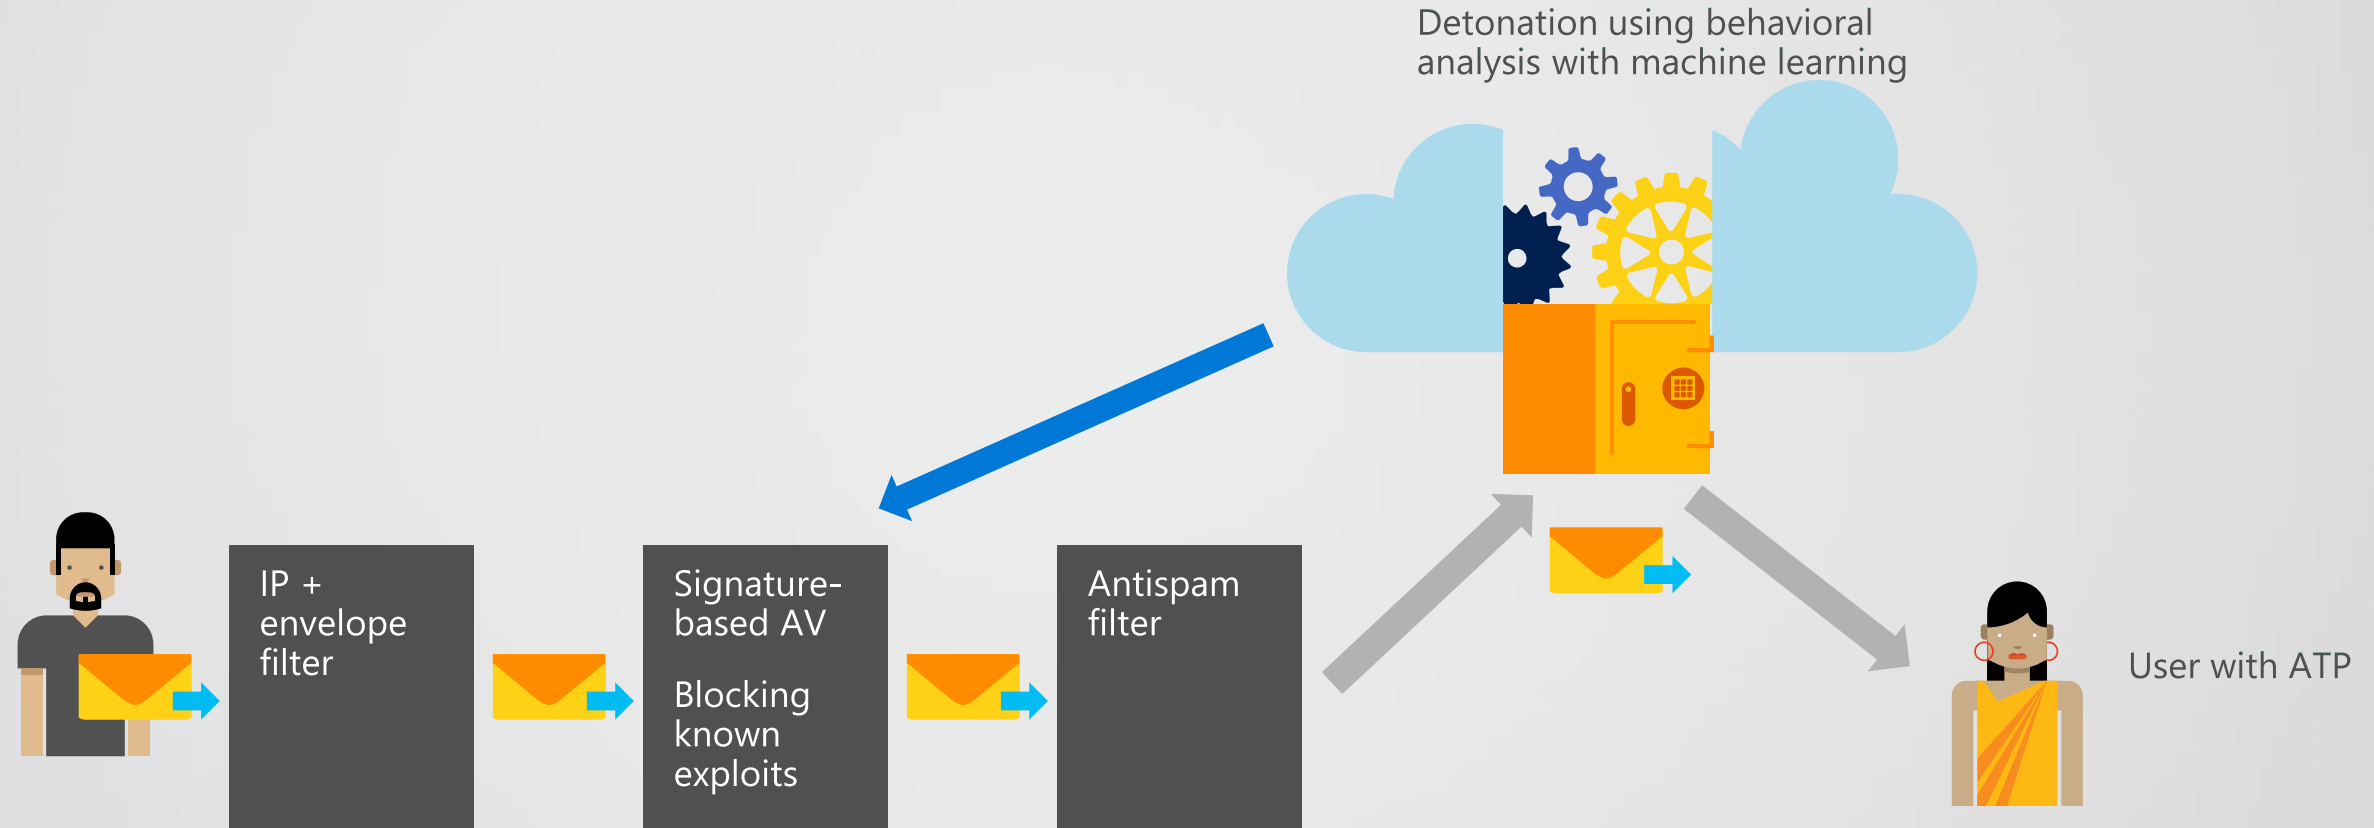 Detonation using behavioral
analysis with machine learning
IP +
envelope
filter
Signature-
based AV
Blocking
known
exploits
Antispam
filter
User with ATP